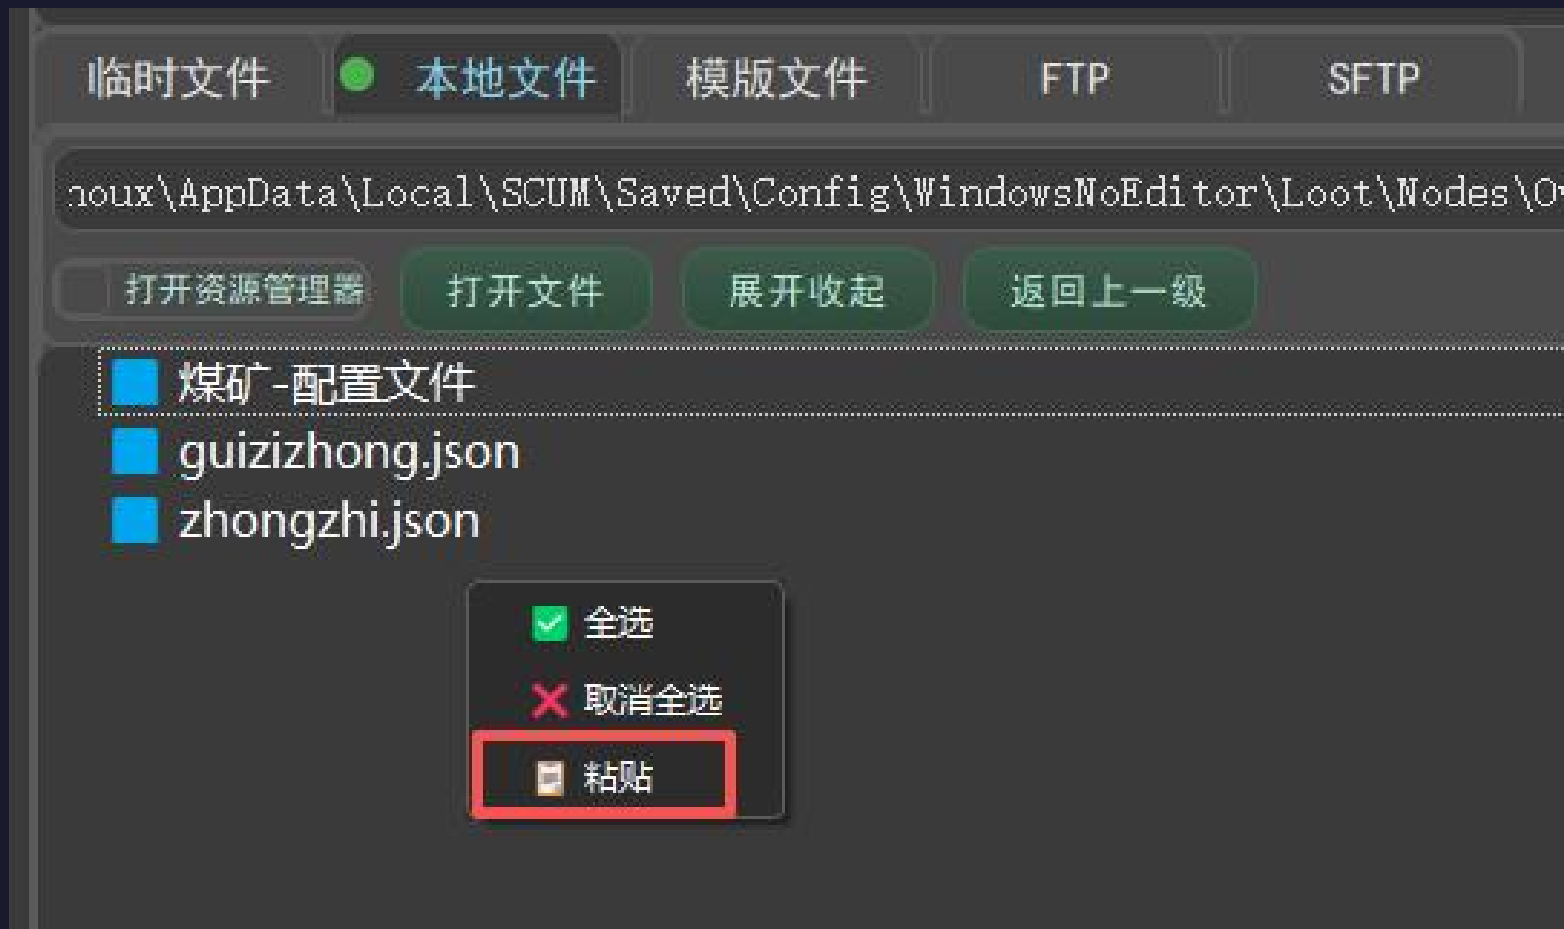 临时文件 本地文件 模版文件 FTP SFTP
noux\AppData\Local\SCUM\Saved\Config\WindowsNoEditor\Loot\Nodes\Ov
打开资源管理器 打开文件 展开收起 返回上一级
煤矿-配置文件
guizizhong.json
zhongzhi.json
全选
取消全选
粘贴